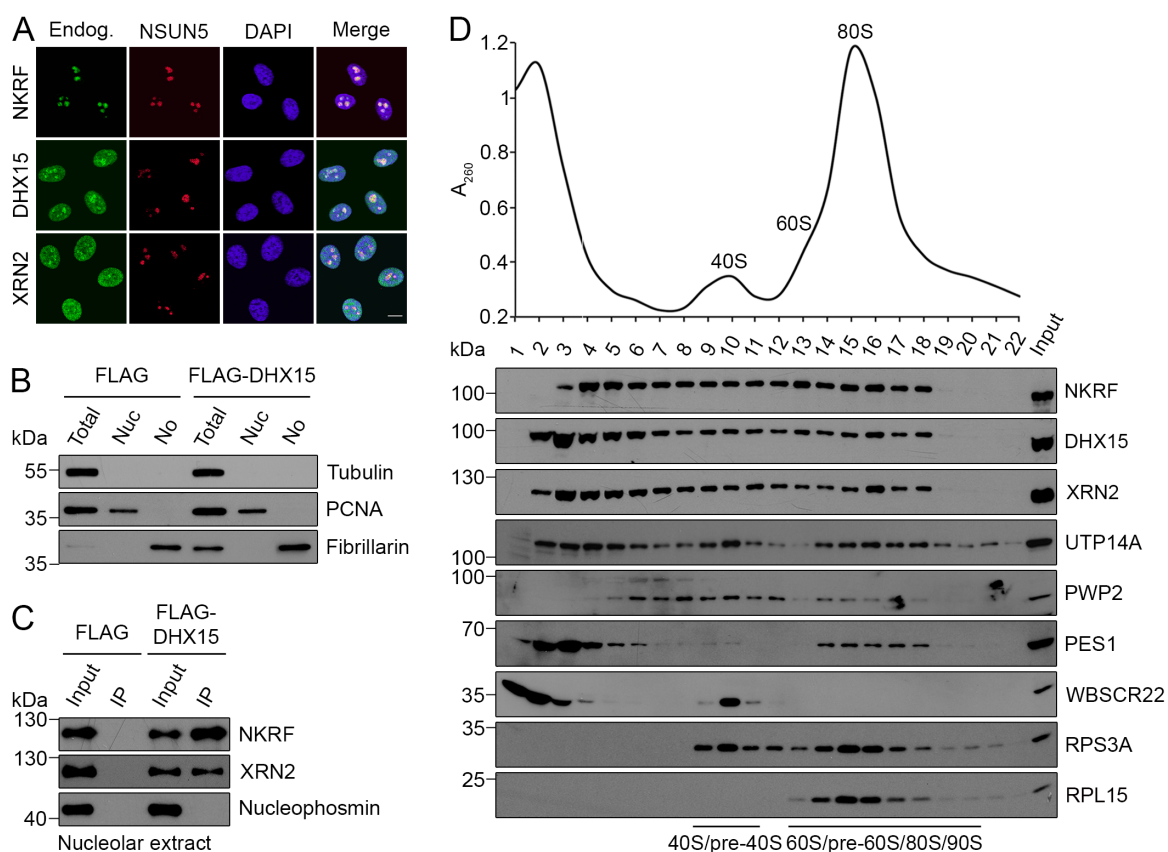 A
Endog. NSUN5 DAPI Merge
NKRF
DHX15
XRN2
B
FLAG FLAG-DHX15
kDa Total Nuc No Total Nuc No
55 Tubulin
35 PCNA
35 Fibrillarin
C
FLAG FLAG-
DHX15
kDa Input IP Input IP
130 NKRF
130 XRN2
40 Nucleophosmin
Nucleolar extract
D
A260
1.2
1
0.8
0.6
0.4
0.2
40S 60S 80S
kDa 1 2 3 4 5 6 7 8 9 10 11 12 13 14 15 16 17 18 19 20 21 22 Input
100 NKRF
100 DHX15
130 XRN2
100 UTP14A
100 PWP2
70 PES1
35 WBSCR22
35 RPS3A
25 RPL15
40S/pre-40S 60S/pre-60S/80S/90S